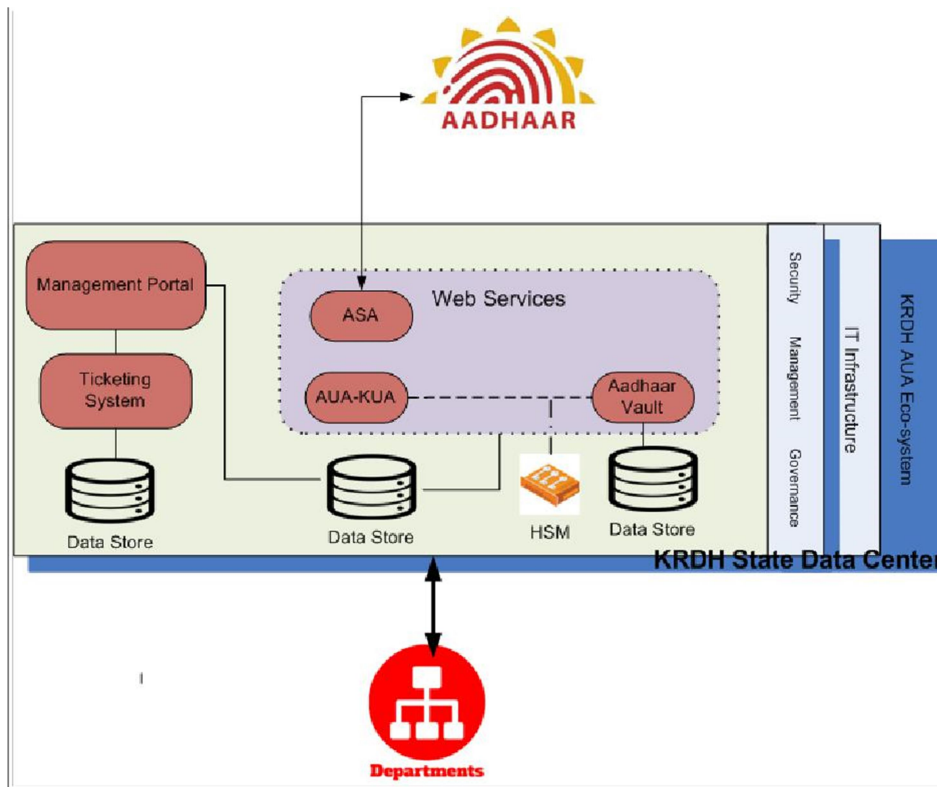 AADHAAR
Management Portal
Web Services
ASA
Ticketing
System
AUA-KUA
Aadhaar
Vault
Data Store
Data Store
HSM
Data Store
Security Management Governance
IT Infrastructure
KRDH AUA Eco-system
KRDH State Data Center
Departments